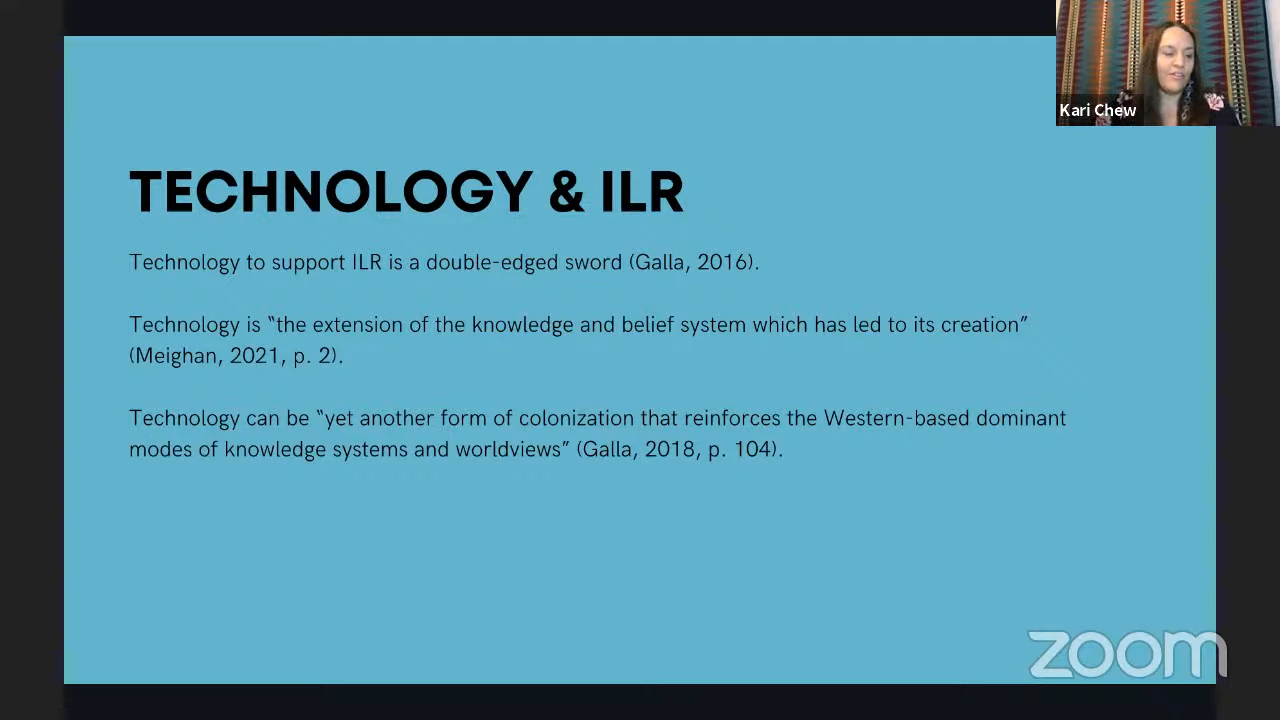 Kari Chew
TECHNOLOGY & ILR
Technology to support ILR is a double-edged sword (Galla, 2016).
Technology is “the extension of the knowledge and belief system which has led to its creation”
(Meighan, 2021, p. 2).
Technology can be “yet another form of colonization that reinforces the Western-based dominant
modes of knowledge systems and worldviews” (Galla, 2018, p. 104).
zoom